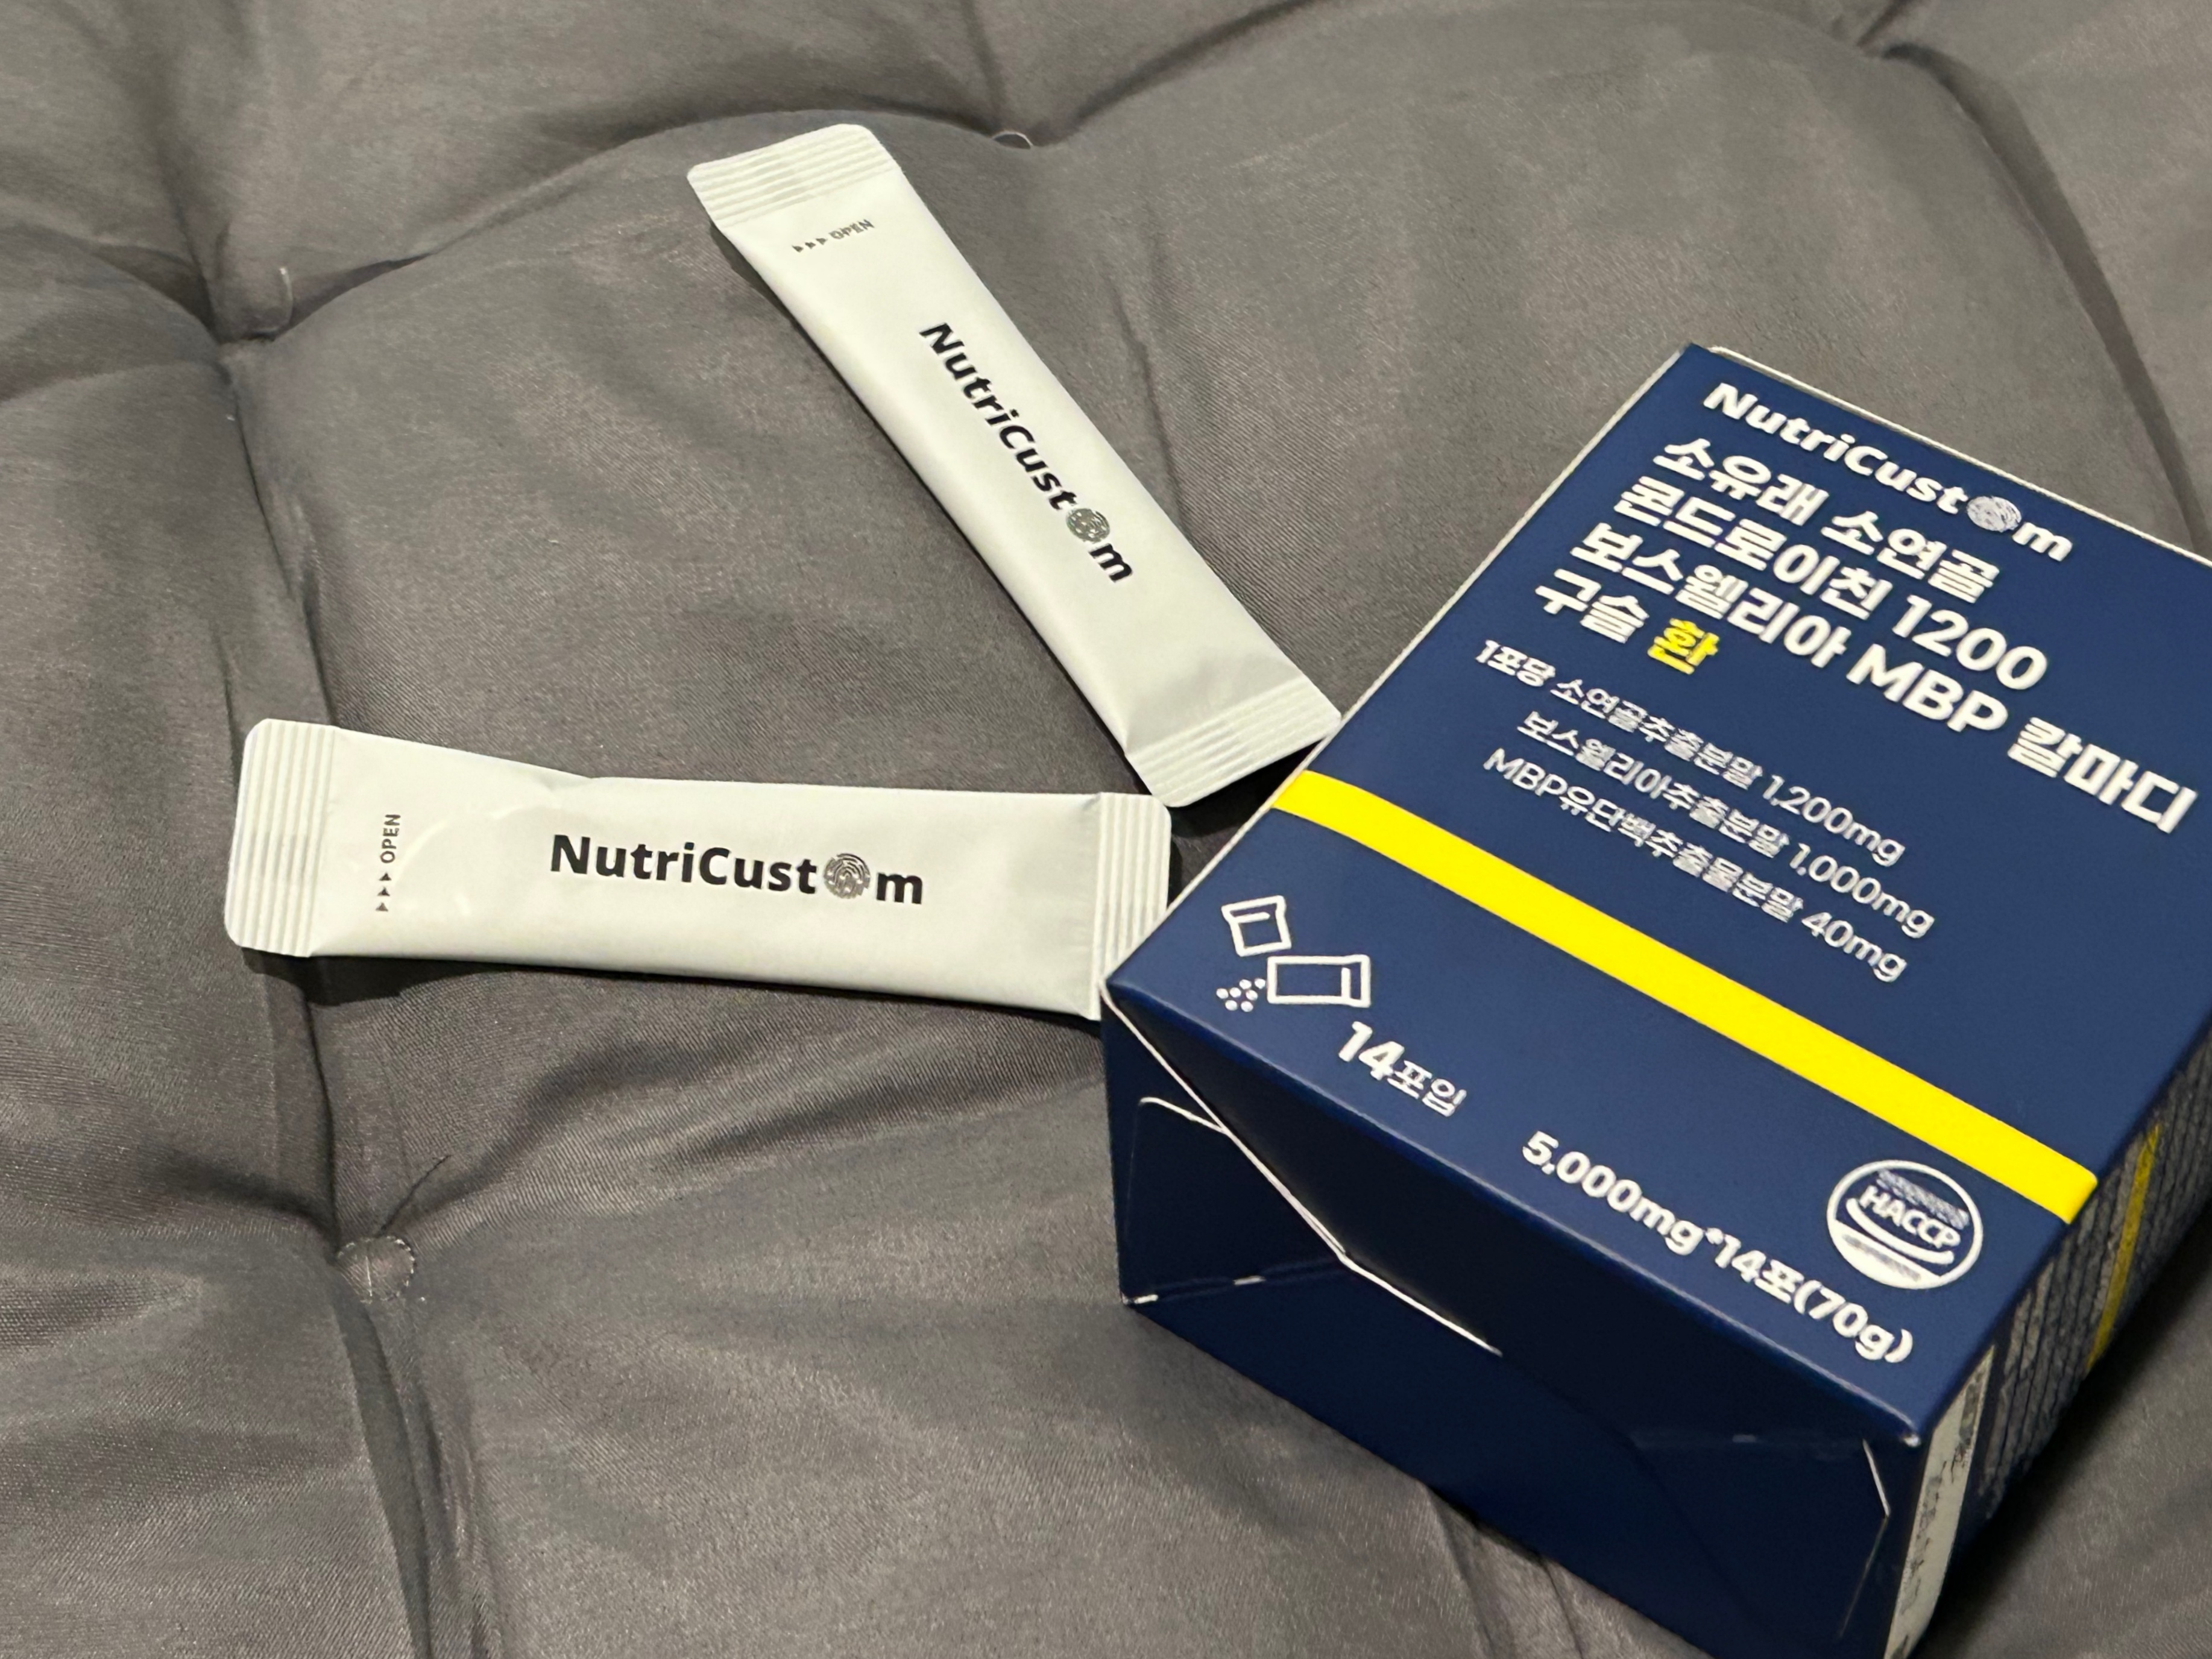 ▸▸▸ OPEN
NutriCustom
▸▸▸ OPEN
NutriCustom
NutriCustom
소유래 소연골
콘드로이친 1200
보스웰리아 MBP 칼마디
구슬 환
1포당 소연골추출분말 1,200mg
보스웰리아추출분말 1,000mg
MBP유단백추출물분말 40mg
14포입
5,000mg*14포(70g)
HACCP